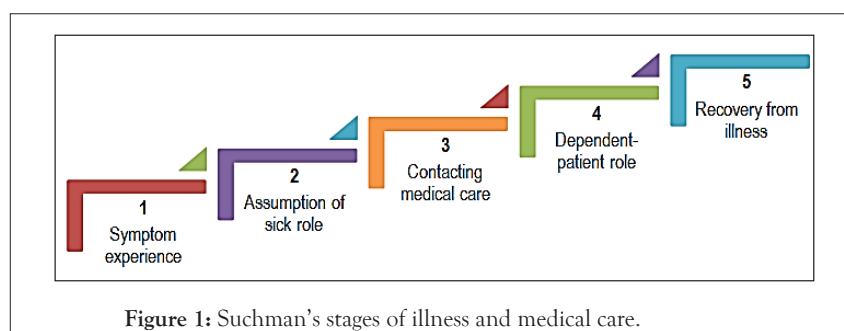 1
Symptom
experience
2
Assumption of
sick role
3
Contacting
medical care
4
Dependent-
patient role
5
Recovery from
illness
Figure 1: Suchman's stages of illness and medical care.